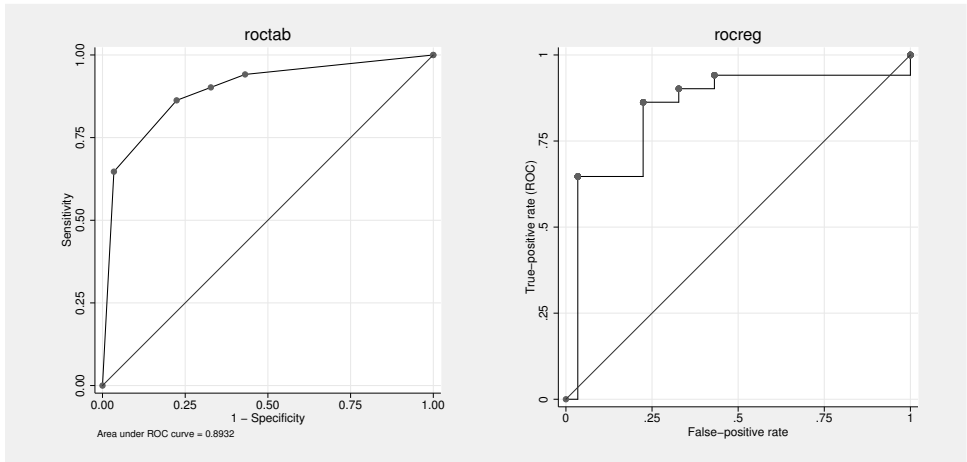 roctab
1.00
0.75
0.50
0.25
0.00
Sensitivity
0.00 0.25 0.50 0.75 1.00
1 − Specificity
Area under ROC curve = 0.8932
rocreg
1
.75
.5
.25
0
True−positive rate (ROC)
0 .25 .5 .75 1
False−positive rate